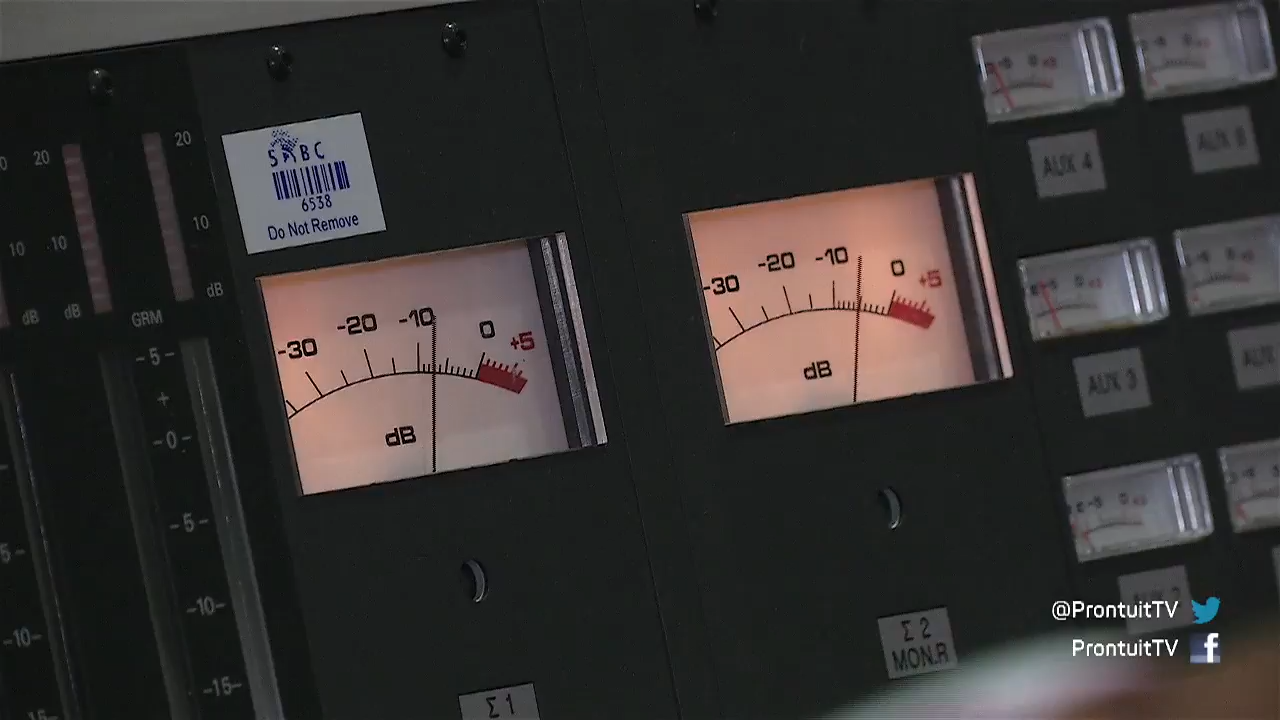 20
20
10
10
10
dB
dB
dB
GRM
SABC
6538
Do Not Remove
-30
-20
-10
0
+5
dB
-30
-20
-10
0
+5
dB
AUX 4
AUX 3
-5-
+
-0-
-5-
-10-
-15-
5-
-10-
Σ 1
Σ 2
MON.R
@ProntuitTV
ProntuitTV
f